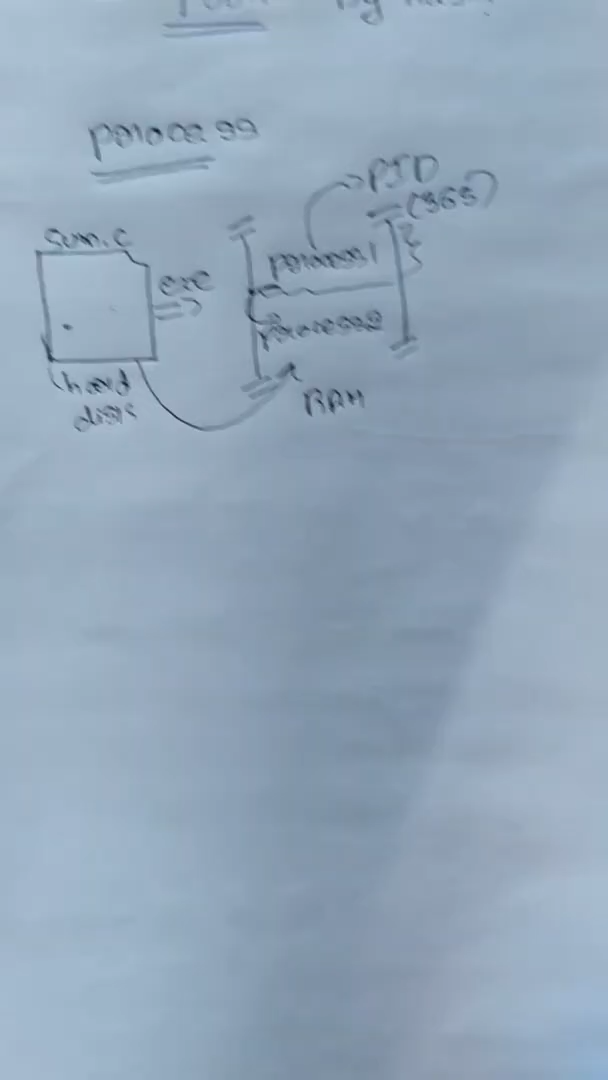 process
PID
(365)
sum.c
exe
process1
process2
hard
disk
RAM